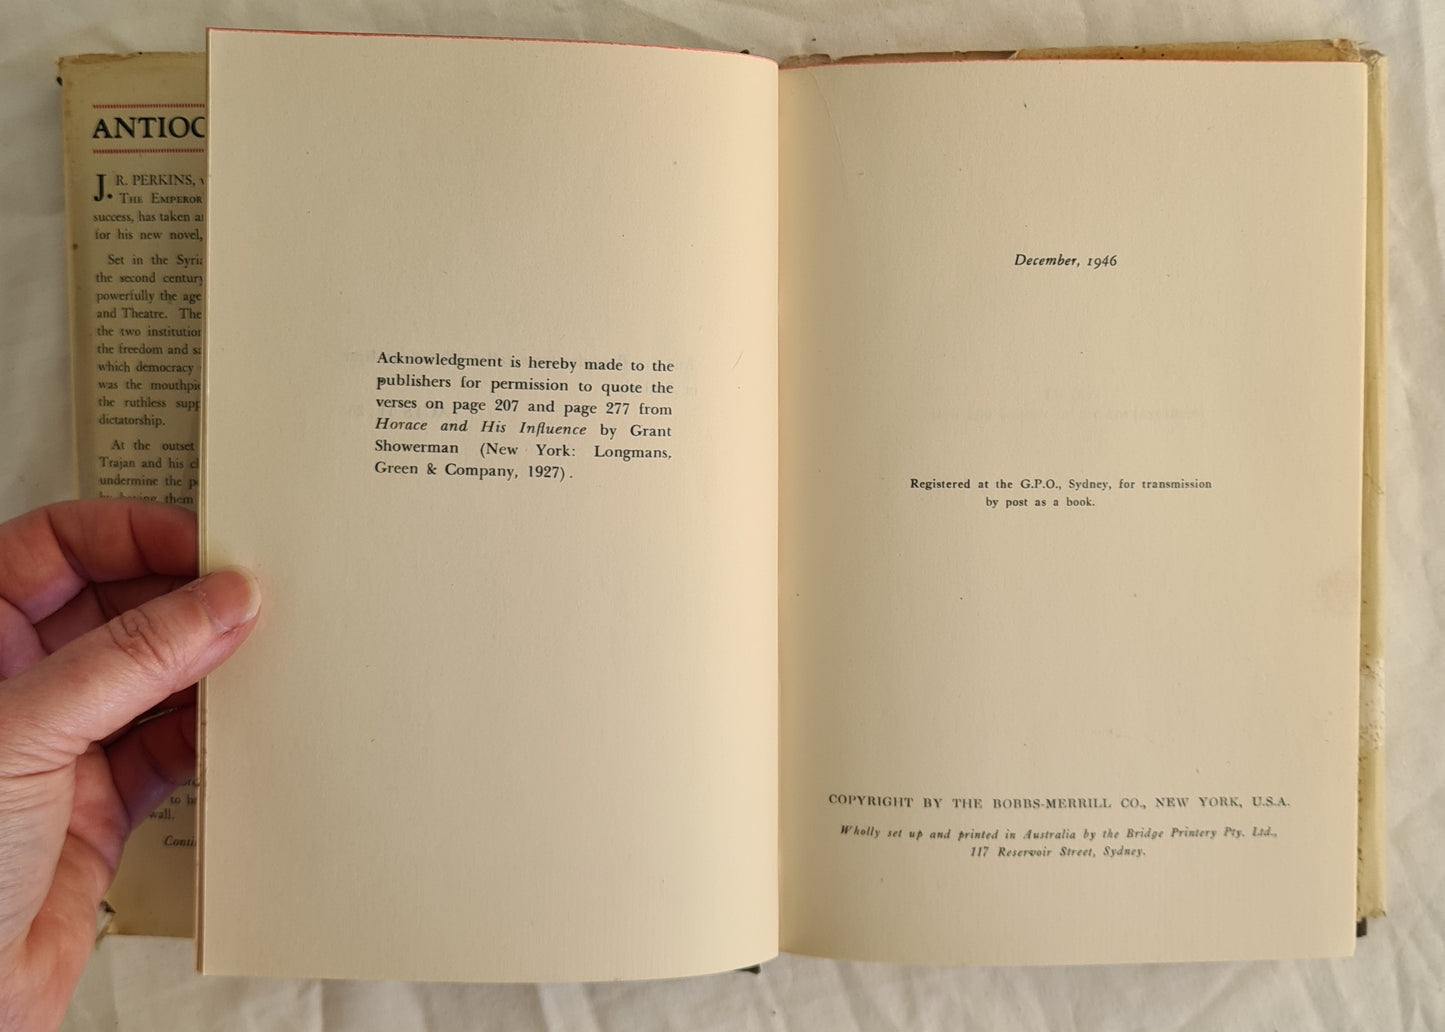 ANTIOC
J. R. PERKINS,
THE EMPEROR
success, has taken
for his new novel,
Set in the
the second century
powerfully the age
and Theatre. The
the two institution
the freedom and
which democracy
was the
the ruthless
dictatorship.
At the outset
Trajan and his
undermine the
them
to
wall.
Acknowledgment is hereby made to the
publishers for permission to quote the
verses on page 207 and page 277 from
Horace and His Influence by Grant
Showerman (New York: Longmans,
Green & Company, 1927).
December, 1946
Registered at the G.P.O., Sydney, for transmission
by post as a book.
COPYRIGHT BY THE BOBBS-MERRILL CO., NEW YORK, U.S.A.
Wholly set up and printed in Australia by the Bridge Printery Pty. Ltd.,
117 Reservoir Street, Sydney.